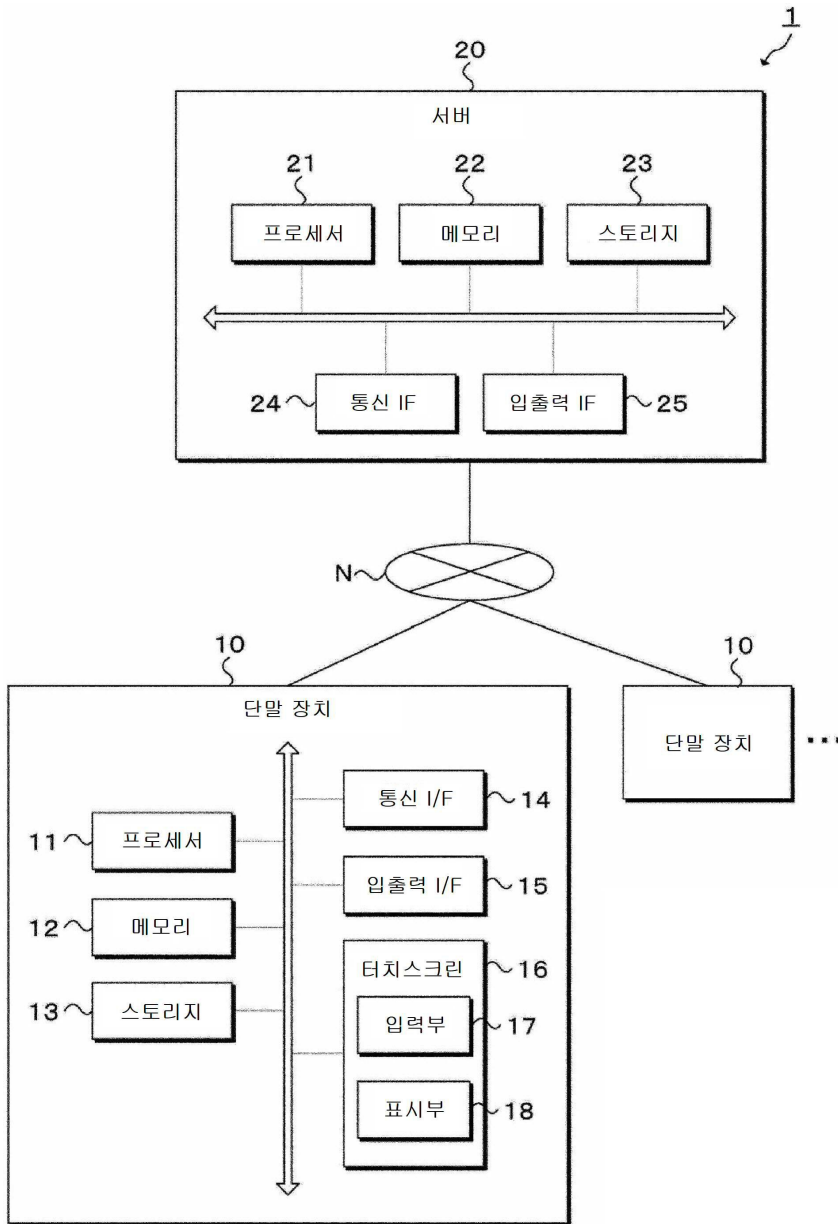 1
20
서버
21
22
23
프로세서
메모리
스토리지
24
통신 IF
입출력 IF
25
N
10
10
단말 장치
단말 장치
...
통신 I/F
14
11
프로세서
입출력 I/F
15
12
메모리
터치스크린
16
13
스토리지
입력부
17
표시부
18